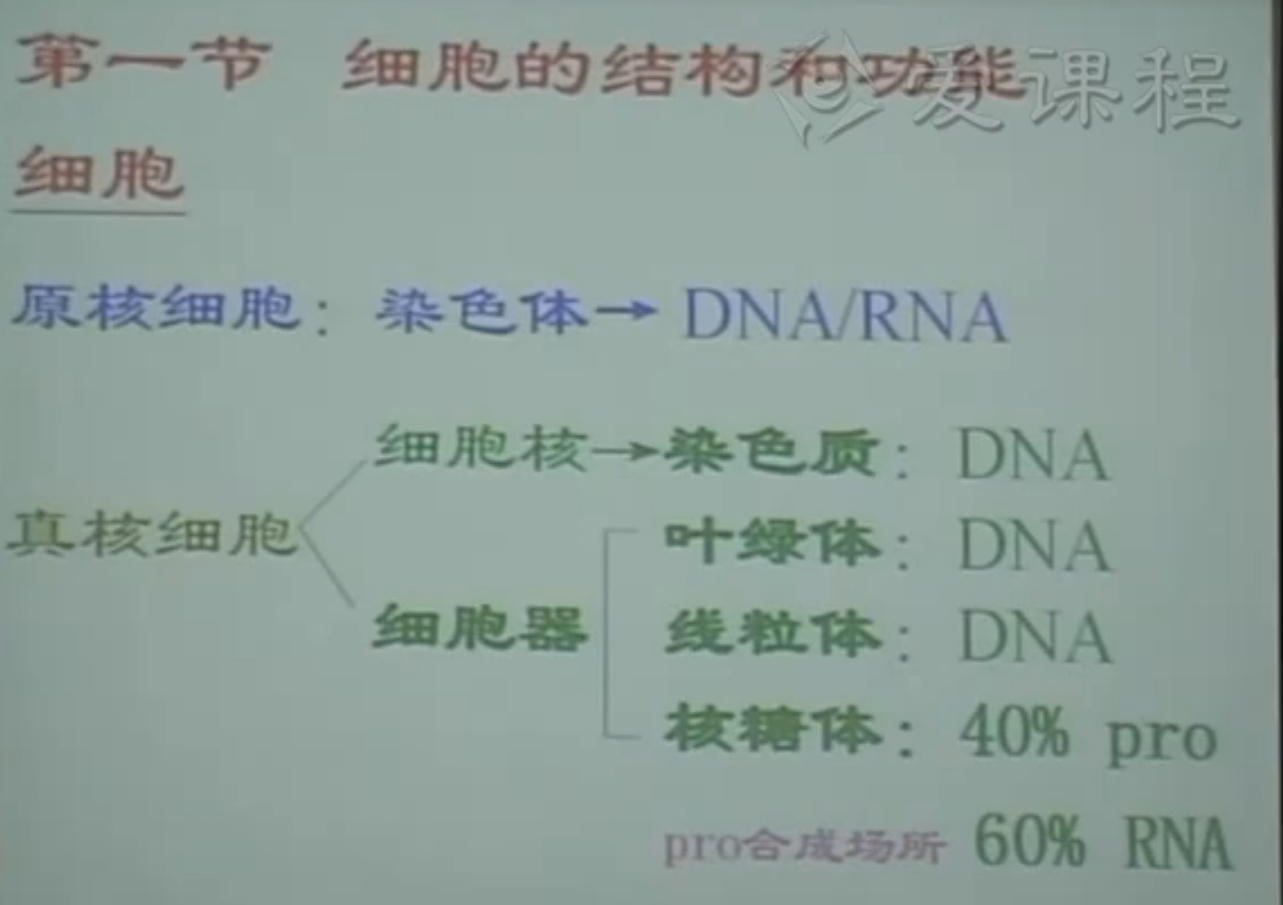 第一节 细胞的结构和功能
爱课程
细胞
原核细胞：染色体→DNA/RNA
细胞核→染色质：DNA
真核细胞
叶绿体：DNA
细胞器
线粒体：DNA
核糖体：40% pro
pro合成场所 60% RNA